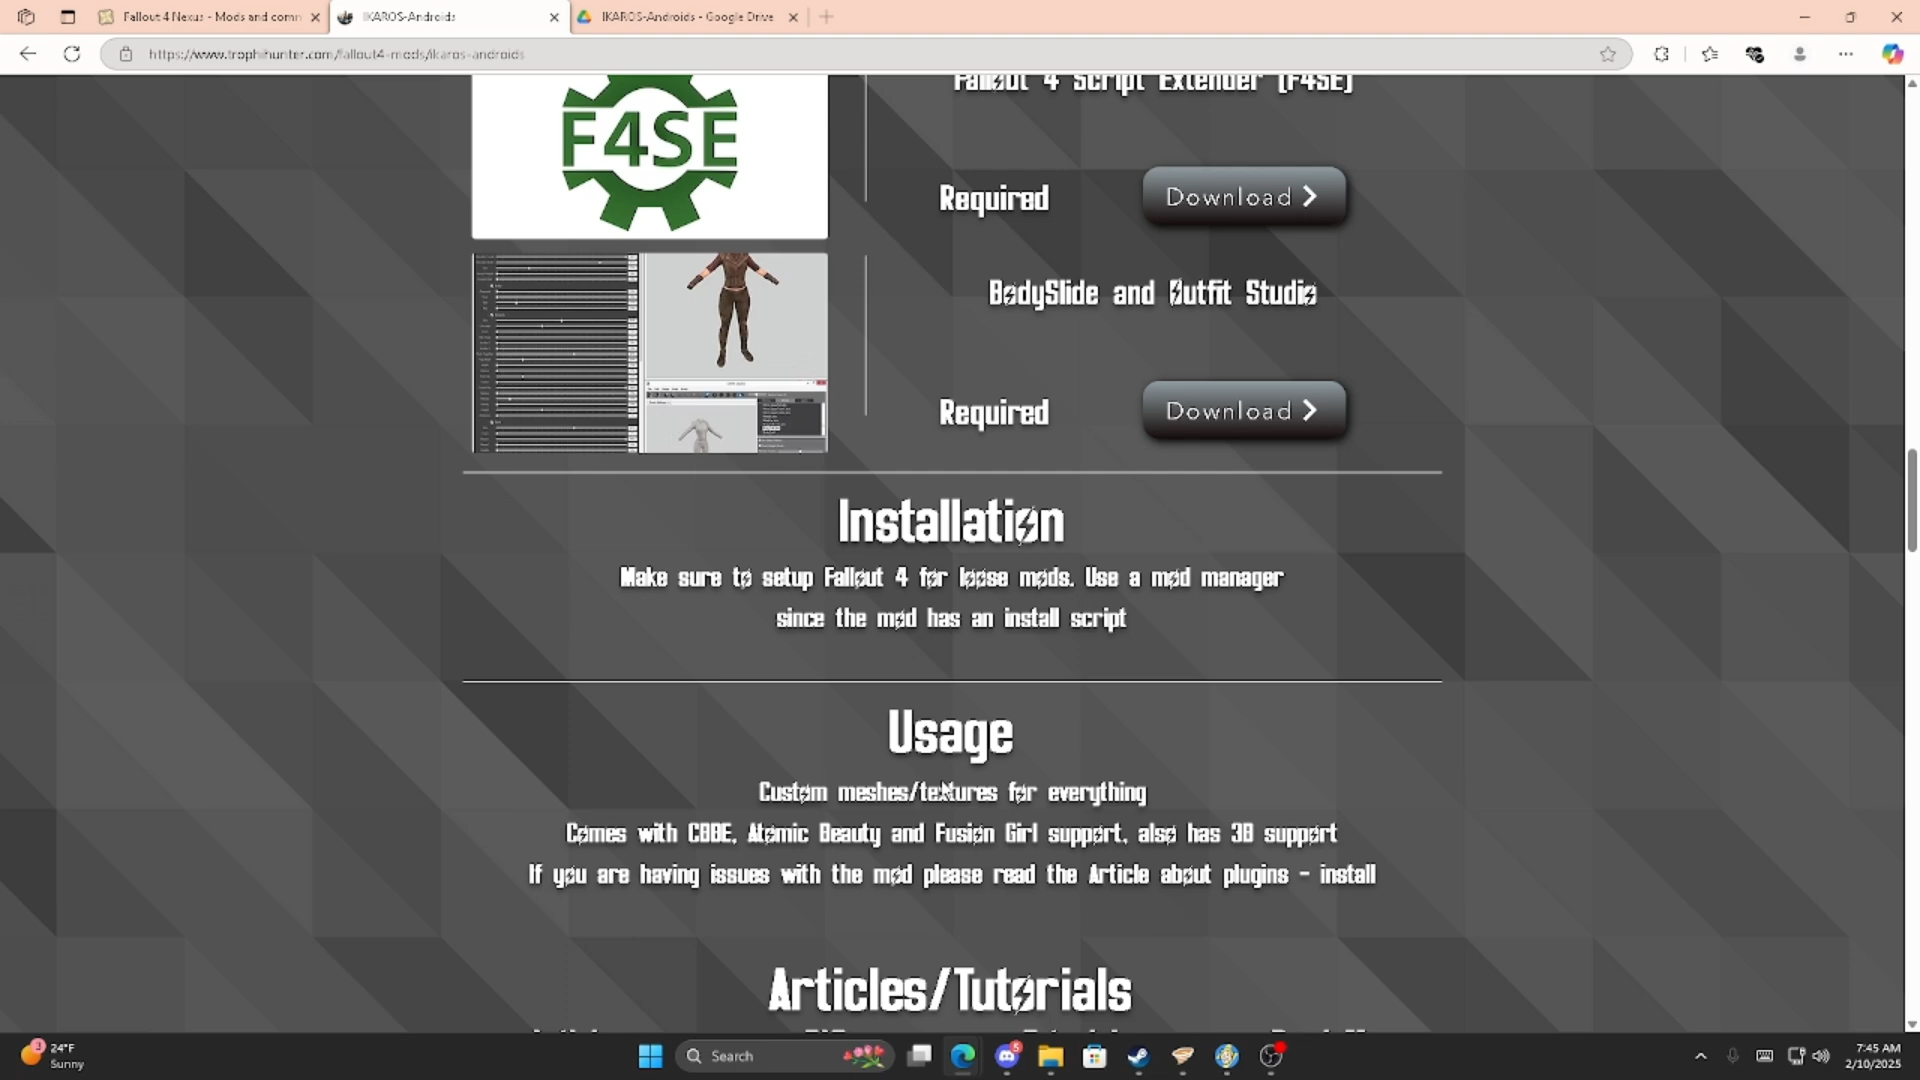 Fallout 4 Nexus - Mods and comm
IKAROS-Androids
IKAROS-Androids - Google Drive
https://www.trophihunter.com/fallout4-mods/ikaros-androids
Fallout 4 Script Extender (F4SE)
F4SE
Required
Download
BodySlide and Outfit Studio
Required
Download
Installation
Make sure to setup Fallout 4 for loose mods. Use a mod manager
since the mod has an install script
Usage
Custom meshes/textures for everything
Comes with CBBE, Atomic Beauty and Fusion Girl support, also has 3B support
If you are having issues with the mod please read the Article about plugins - install
Articles/Tutorials
3
24°F
Sunny
Search
5
7:45 AM
2/10/2025